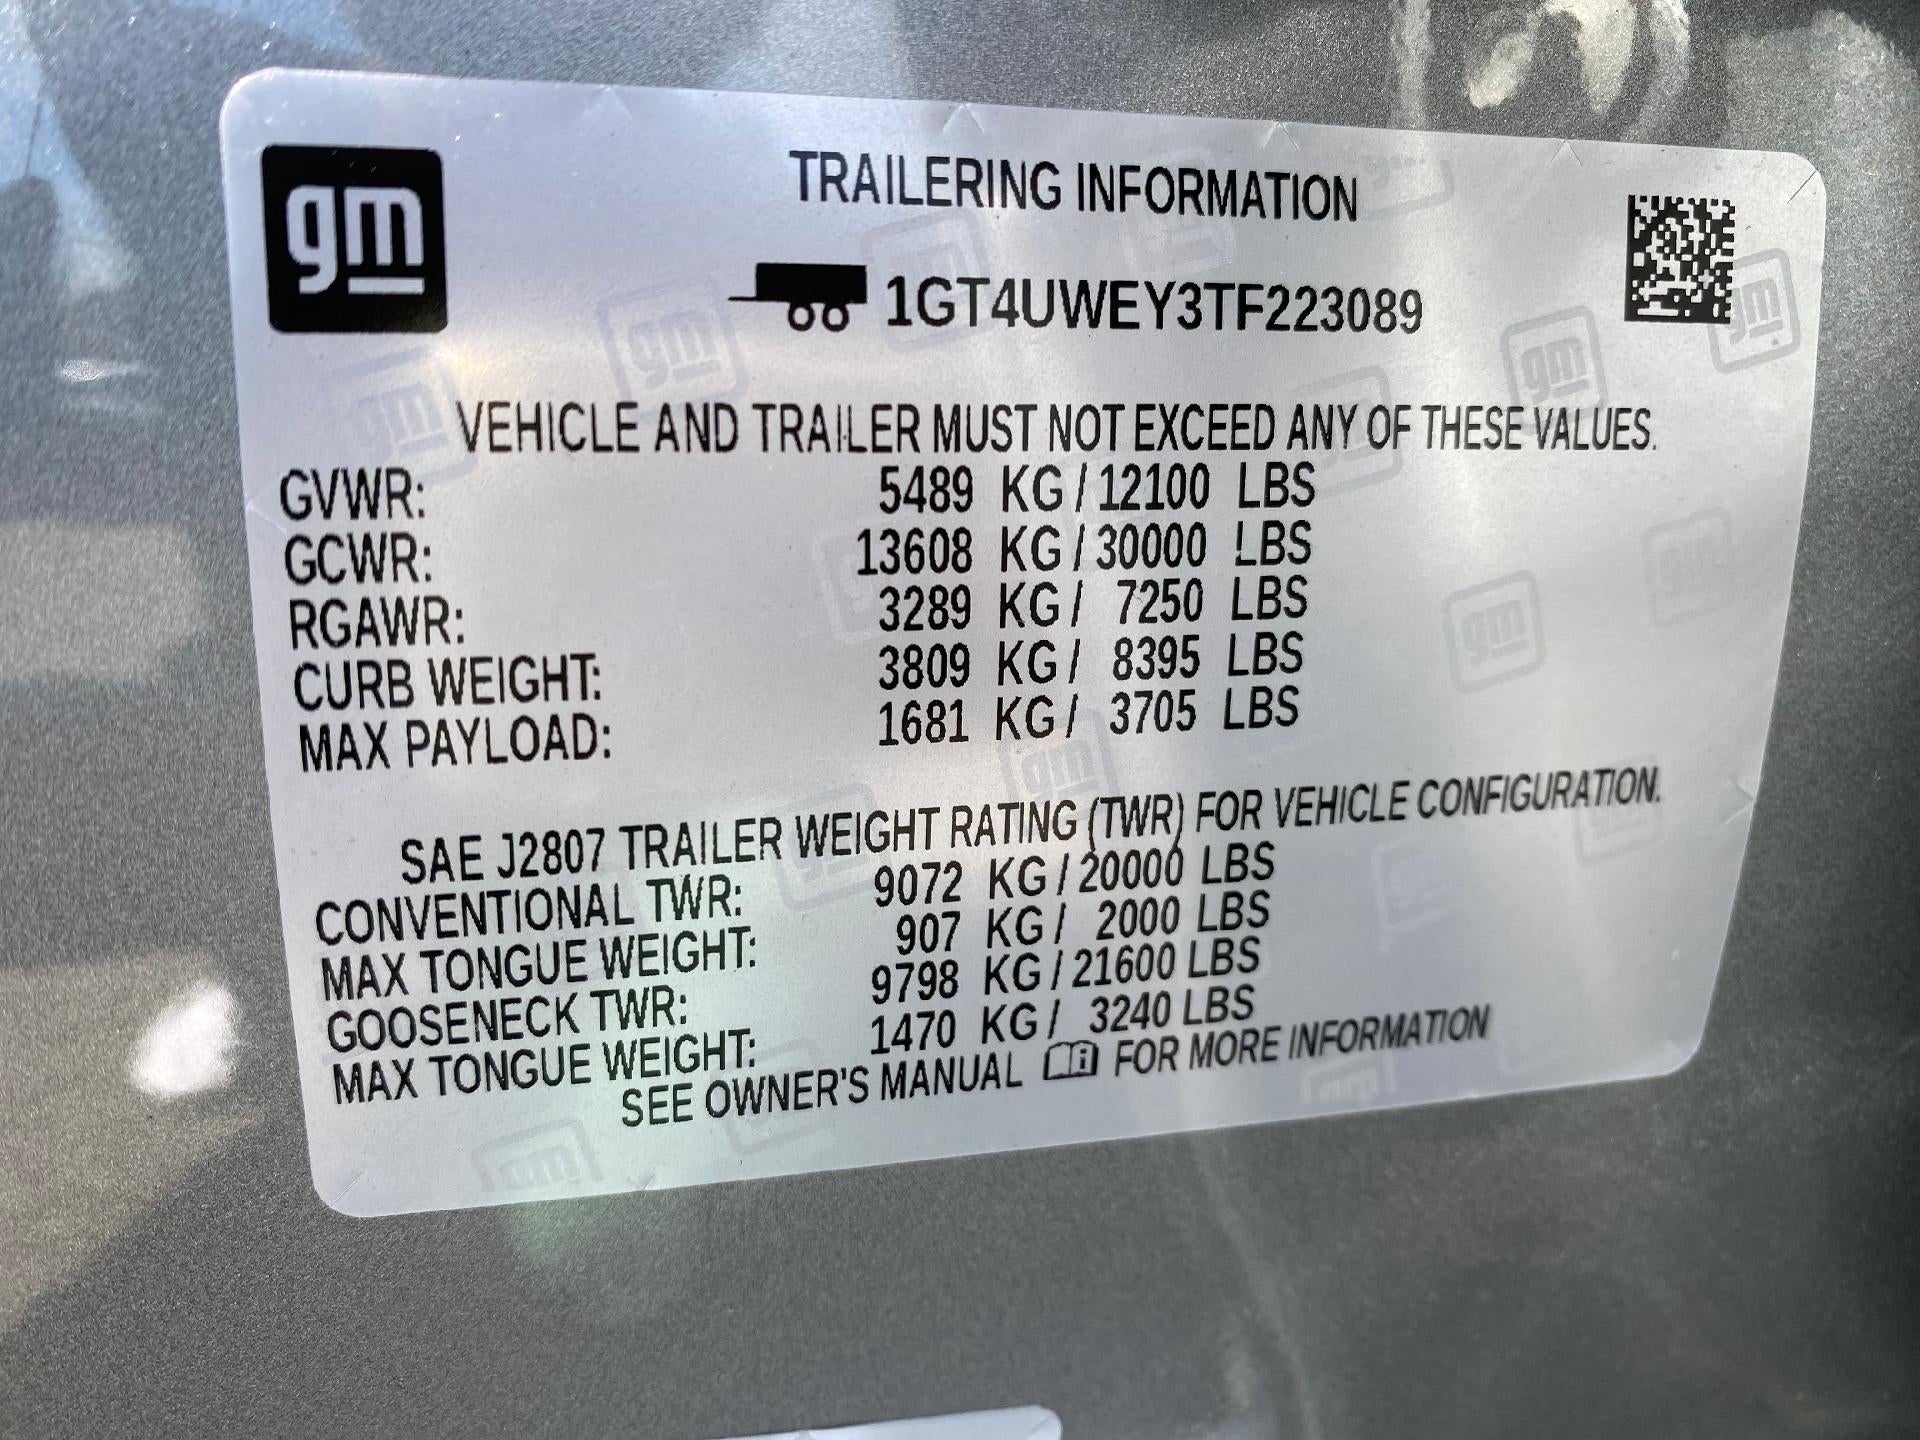 gm
TRAILERING INFORMATION
1GT4UWEY3TF223089
VEHICLE AND TRAILER MUST NOT EXCEED ANY OF THESE VALUES.
GVWR: 5489 KG / 12100 LBS
GCWR: 13608 KG / 30000 LBS
RGAWR: 3289 KG / 7250 LBS
CURB WEIGHT: 3809 KG / 8395 LBS
MAX PAYLOAD: 1681 KG / 3705 LBS
SAE J2807 TRAILER WEIGHT RATING (TWR) FOR VEHICLE CONFIGURATION.
CONVENTIONAL TWR: 9072 KG / 20000 LBS
MAX TONGUE WEIGHT: 907 KG / 2000 LBS
GOOSENECK TWR: 9798 KG / 21600 LBS
MAX TONGUE WEIGHT: 1470 KG / 3240 LBS
SEE OWNER'S MANUAL FOR MORE INFORMATION